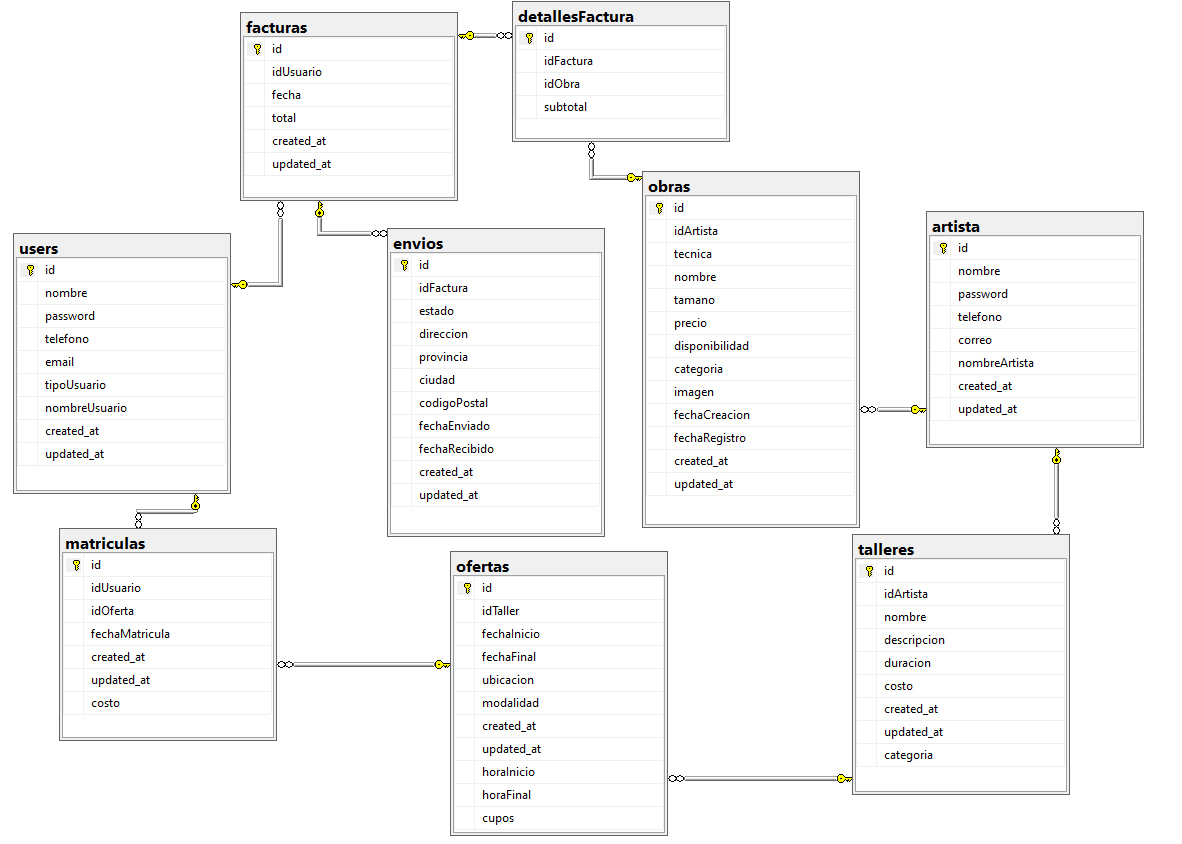 facturas
id
idUsuario
fecha
total
created_at
updated_at
detallesFactura
id
idFactura
idObra
subtotal
users
id
nombre
password
telefono
email
tipoUsuario
nombreUsuario
created_at
updated_at
envios
id
idFactura
estado
direccion
provincia
ciudad
codigoPostal
fechaEnviado
fechaRecibido
created_at
updated_at
obras
id
idArtista
tecnica
nombre
tamano
precio
disponibilidad
categoria
imagen
fechaCreacion
fechaRegistro
created_at
updated_at
artista
id
nombre
password
telefono
correo
nombreArtista
created_at
updated_at
matriculas
id
idUsuario
idOferta
fechaMatricula
created_at
updated_at
costo
ofertas
id
idTaller
fechaInicio
fechaFinal
ubicacion
modalidad
created_at
updated_at
horaInicio
horaFinal
cupos
talleres
id
idArtista
nombre
descripcion
duracion
costo
created_at
updated_at
categoria